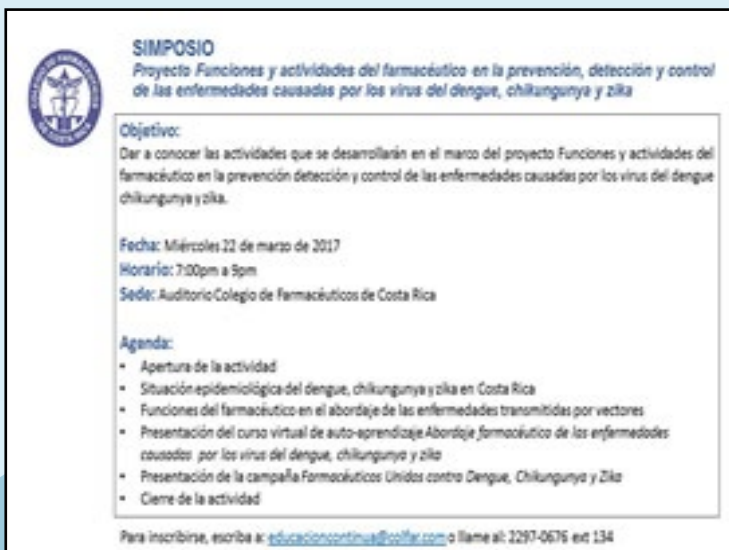 SIMPOSIO
Proyecto Funciones y actividades del farmacéutico en la prevención, detección y control
de las enfermedades causadas por los virus del dengue, chikungunya y zika
COLEGIO DE FARMACEUTICOS
DE COSTA RICA
Objetivo:
Dar a conocer las actividades que se desarrollarán en el marco del proyecto Funciones y actividades del
farmacéutico en la prevención detección y control de las enfermedades causadas por los virus del dengue
chikungunya y zika.
Fecha: Miércoles 22 de marzo de 2017
Horario: 7:00pm a 9pm
Sede: Auditorio Colegio de Farmacéuticos de Costa Rica
Agenda:
• Apertura de la actividad
• Situación epidemiológica del dengue, chikungunya y zika en Costa Rica
• Funciones del farmacéutico en el abordaje de las enfermedades transmitidas por vectores
• Presentación del curso virtual de auto-aprendizaje Abordaje farmacéutico de las enfermedades
causadas por los virus del dengue, chikungunya y zika
• Presentación de la campaña Farmacéuticos Unidos contra Dengue, Chikungunya y Zika
• Cierre de la actividad
Para inscribirse, escriba a: educacioncontinua@colfar.com o llame al: 2297-0676 ext 134